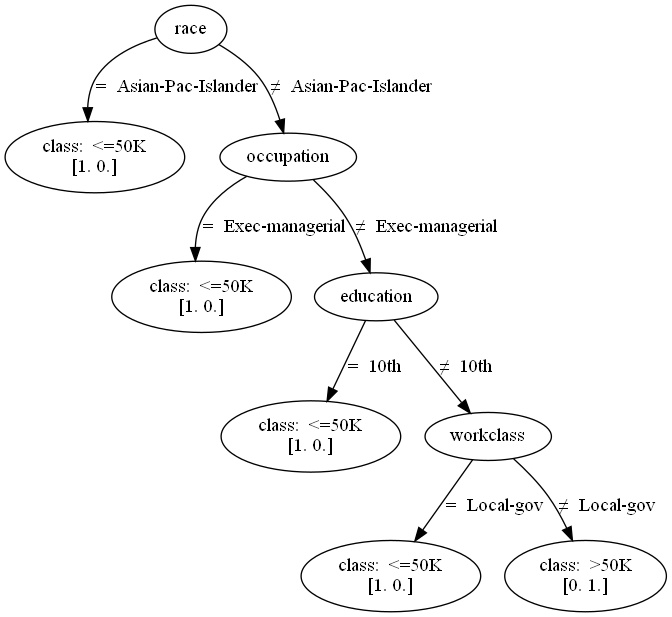 race
= Asian-Pac-Islander
≠ Asian-Pac-Islander
class: <=50K
[1. 0.]
occupation
= Exec-managerial
≠ Exec-managerial
class: <=50K
[1. 0.]
education
= 10th
≠ 10th
class: <=50K
[1. 0.]
workclass
= Local-gov
≠ Local-gov
class: <=50K
[1. 0.]
class: >50K
[0. 1.]